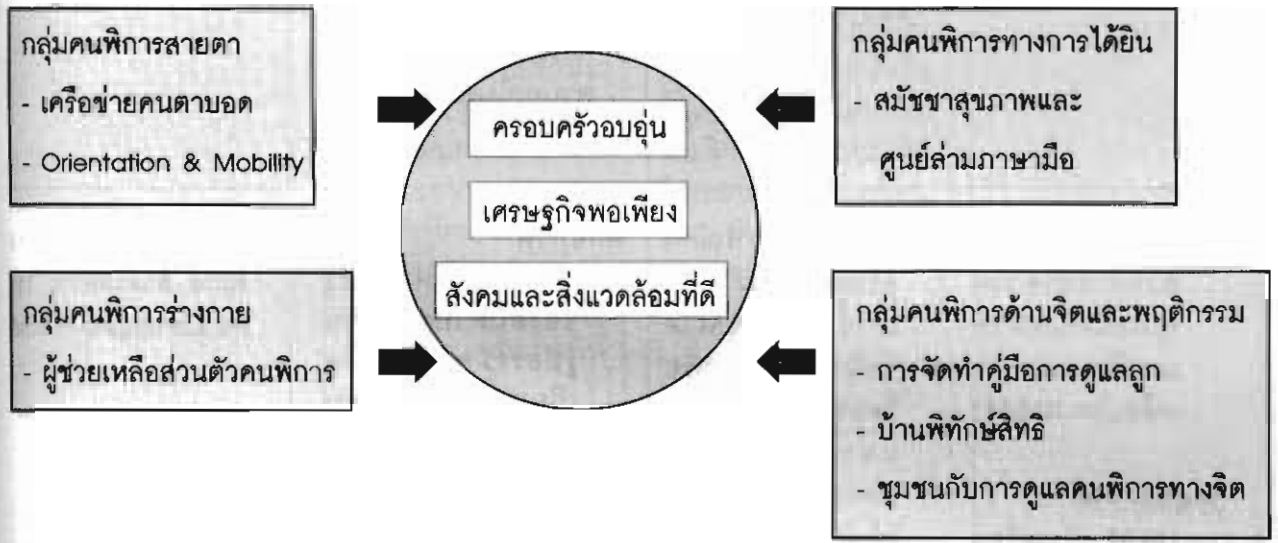 กลุ่มคนพิการสายตา
- เครือข่ายคนตาบอด
- Orientation & Mobility
กลุ่มคนพิการร่างกาย
- ผู้ช่วยเหลือส่วนตัวคนพิการ
ครอบครัวอบอุ่น
เศรษฐกิจพอเพียง
สังคมและสิ่งแวดล้อมที่ดี
กลุ่มคนพิการทางการได้ยิน
- สมัชชาสุขภาพและ
ศูนย์ล่ามภาษามือ
กลุ่มคนพิการด้านจิตและพฤติกรรม
- การจัดทำคู่มือการดูแลลูก
- บ้านพิทักษ์สิทธิ
- ชุมชนกับการดูแลคนพิการทางจิต